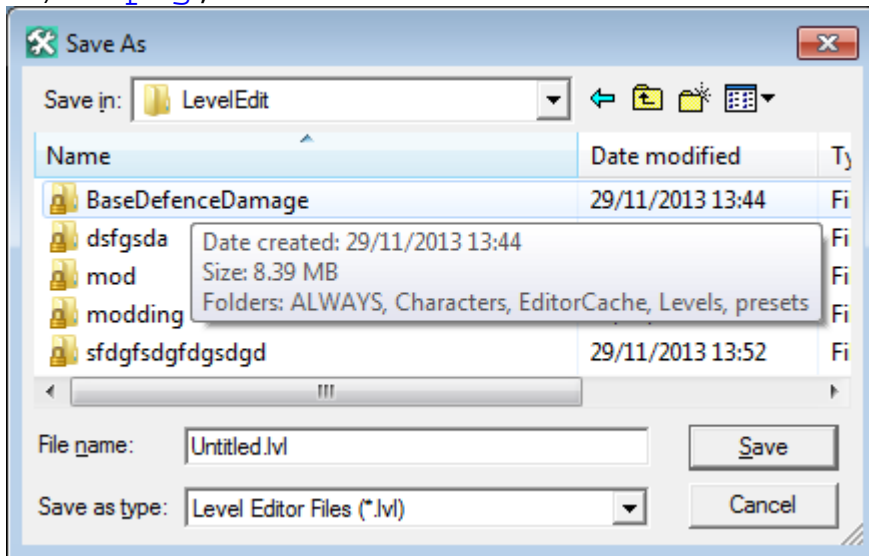 Save As
Save in: LevelEdit
Name Date modified Ty
BaseDefenceDamage 29/11/2013 13:44 Fi
dsfgsda Fi
mod Fi
modding Fi
sfdgfsdgfdgsdgd 29/11/2013 13:52 Fi
Date created: 29/11/2013 13:44
Size: 8.39 MB
Folders: ALWAYS, Characters, EditorCache, Levels, presets
File name: Untitled.lvl Save
Save as type: Level Editor Files (*.lvl) Cancel